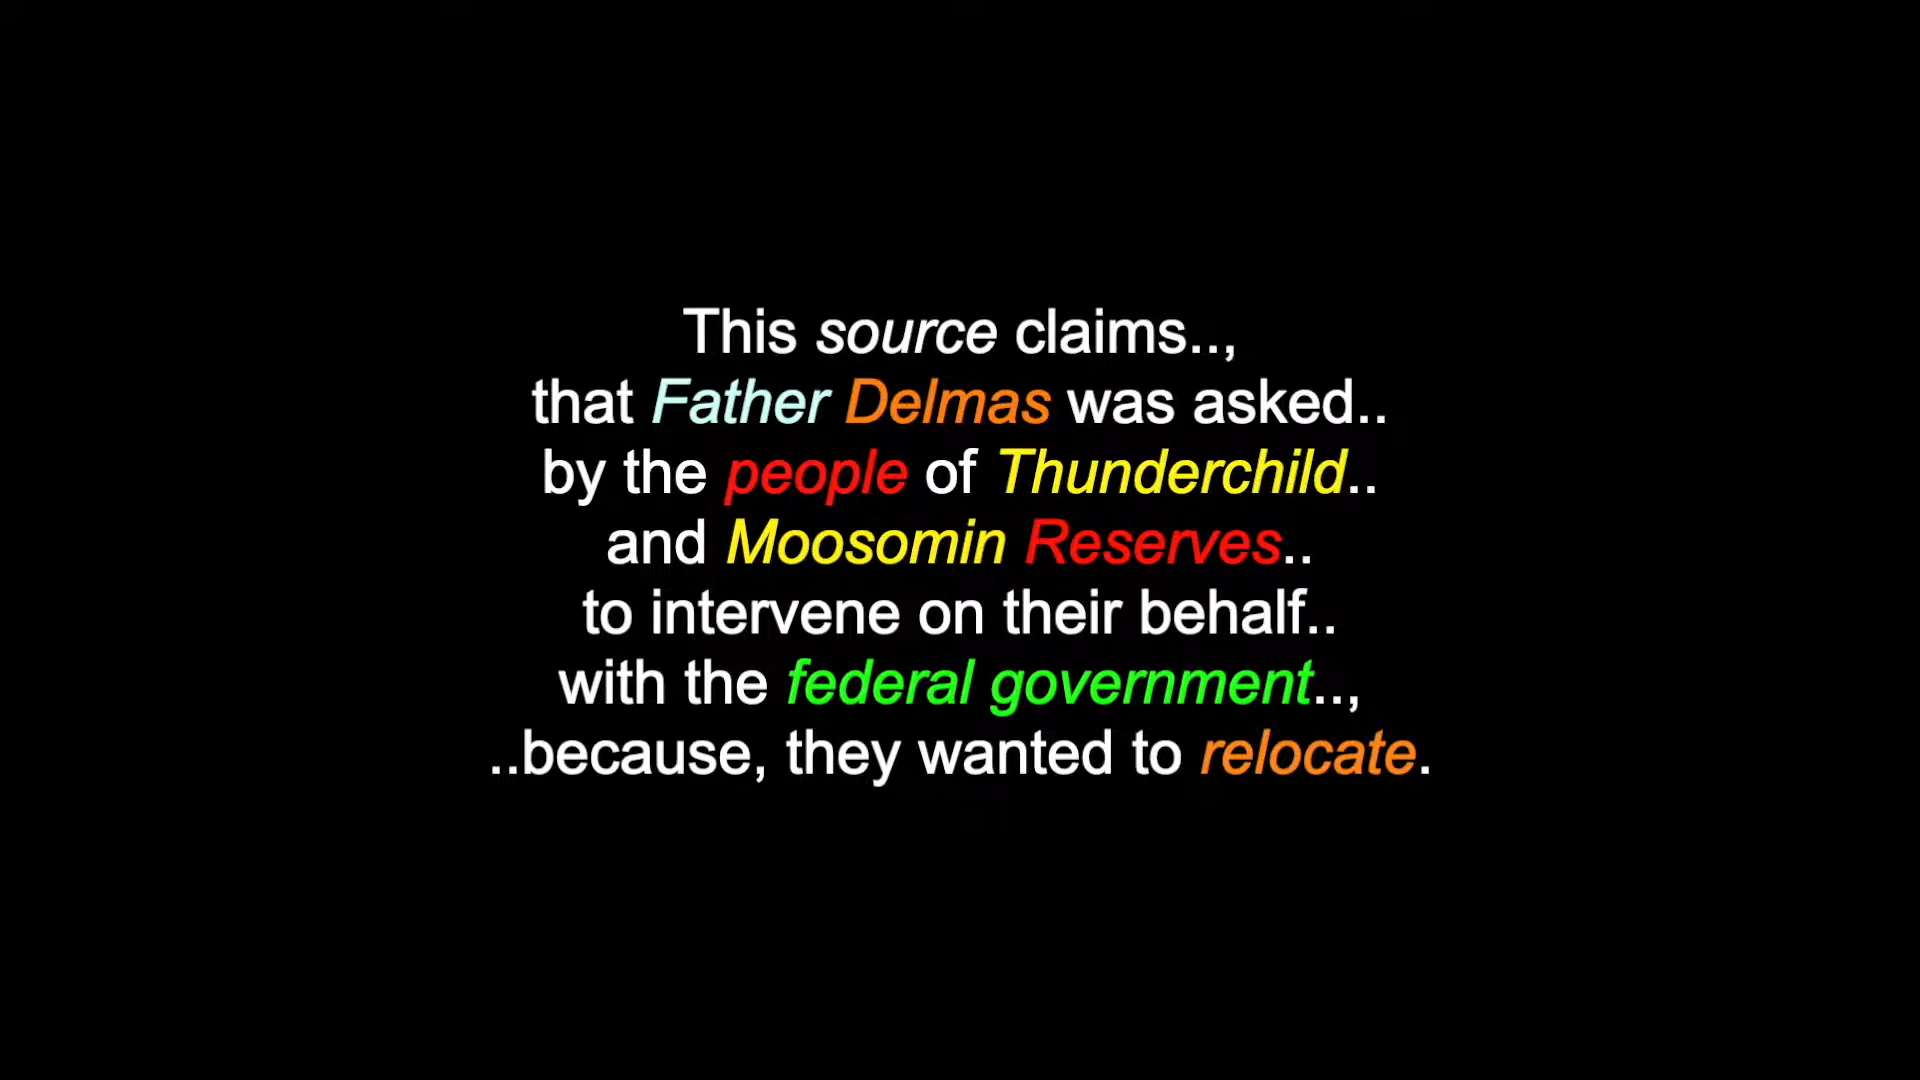 This source claims..,
that Father Delmas was asked..
by the people of Thunderchild..
and Moosomin Reserves..
to intervene on their behalf..
with the federal government..,
..because, they wanted to relocate.